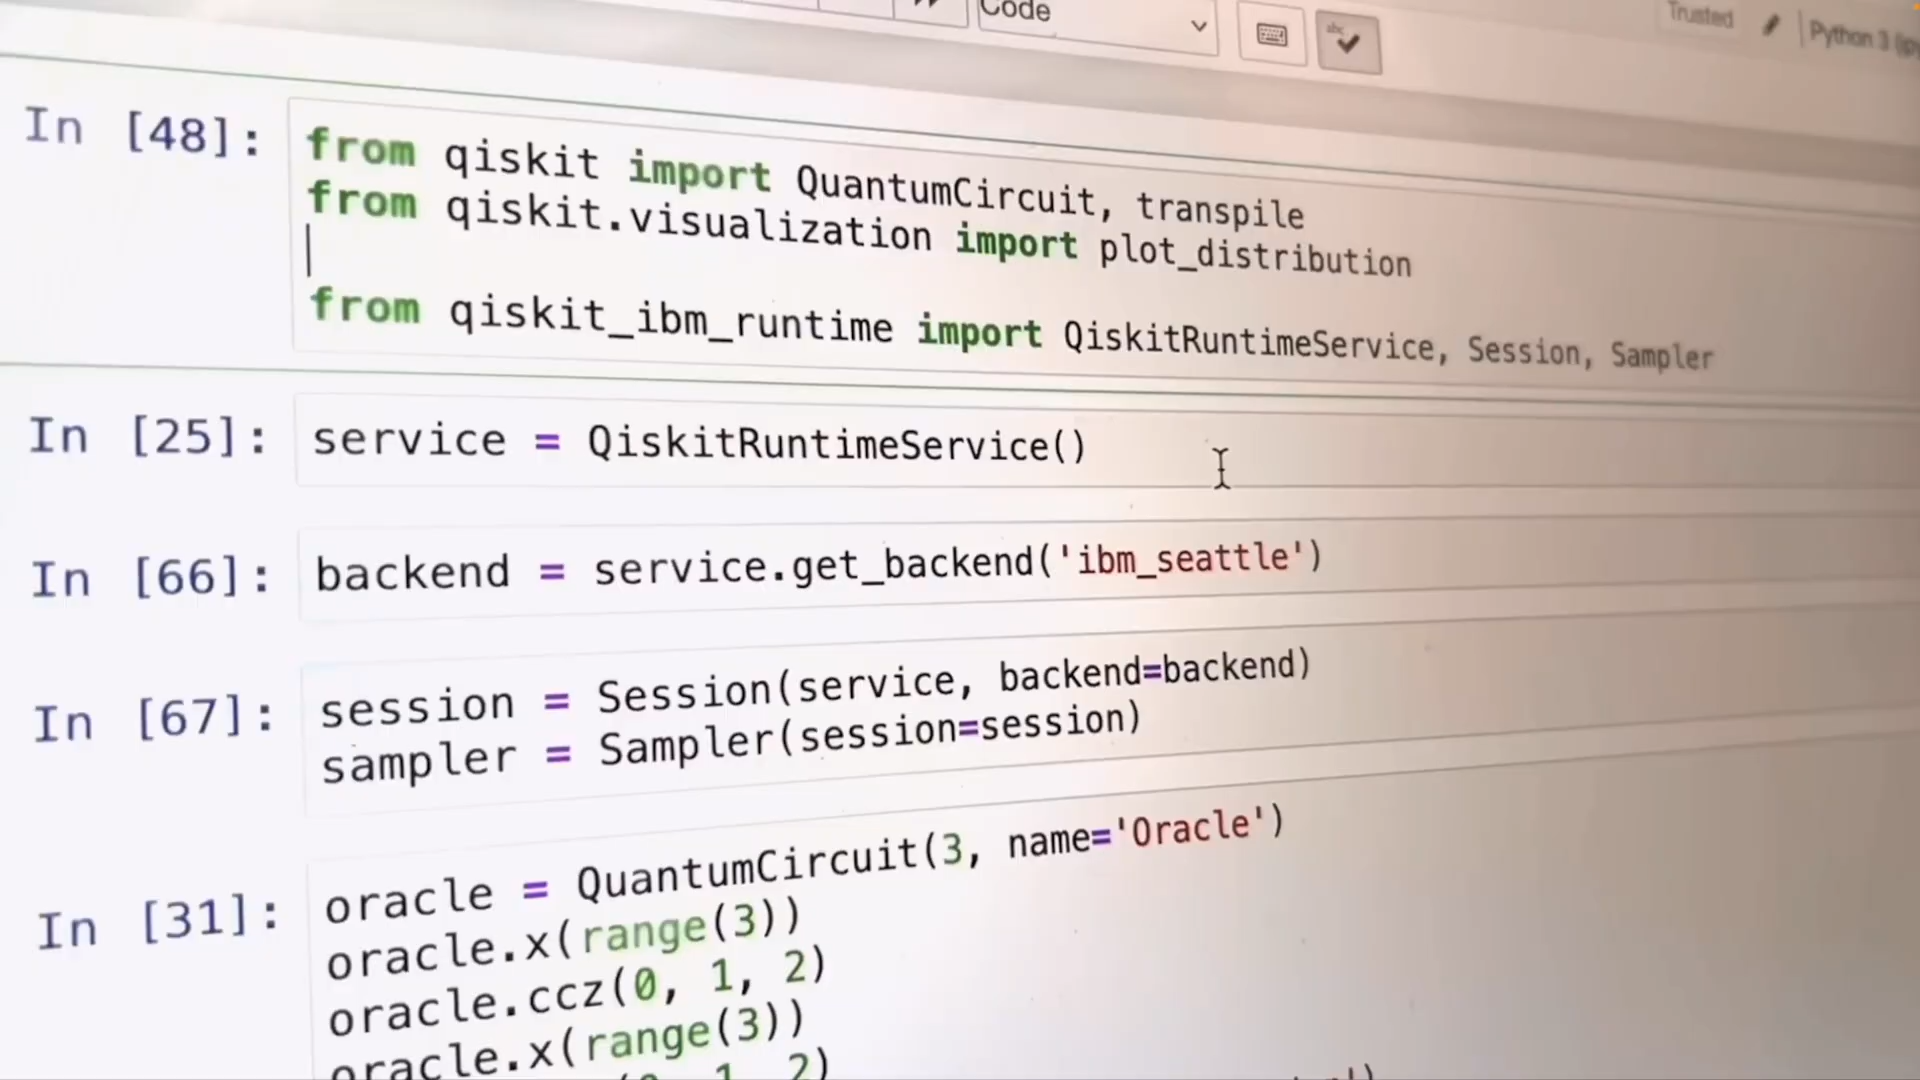 Code
Trusted
Python 3
In [48]:
from qiskit import QuantumCircuit, transpile
from qiskit.visualization import plot_distribution
from qiskit_ibm_runtime import QiskitRuntimeService, Session, Sampler
In [25]:
service = QiskitRuntimeService()
In [66]:
backend = service.get_backend('ibm_seattle')
In [67]:
session = Session(service, backend=backend)
sampler = Sampler(session=session)
In [31]:
oracle = QuantumCircuit(3, name='Oracle')
oracle.x(range(3))
oracle.ccz(0, 1, 2)
oracle.x(range(3))
1, 2)